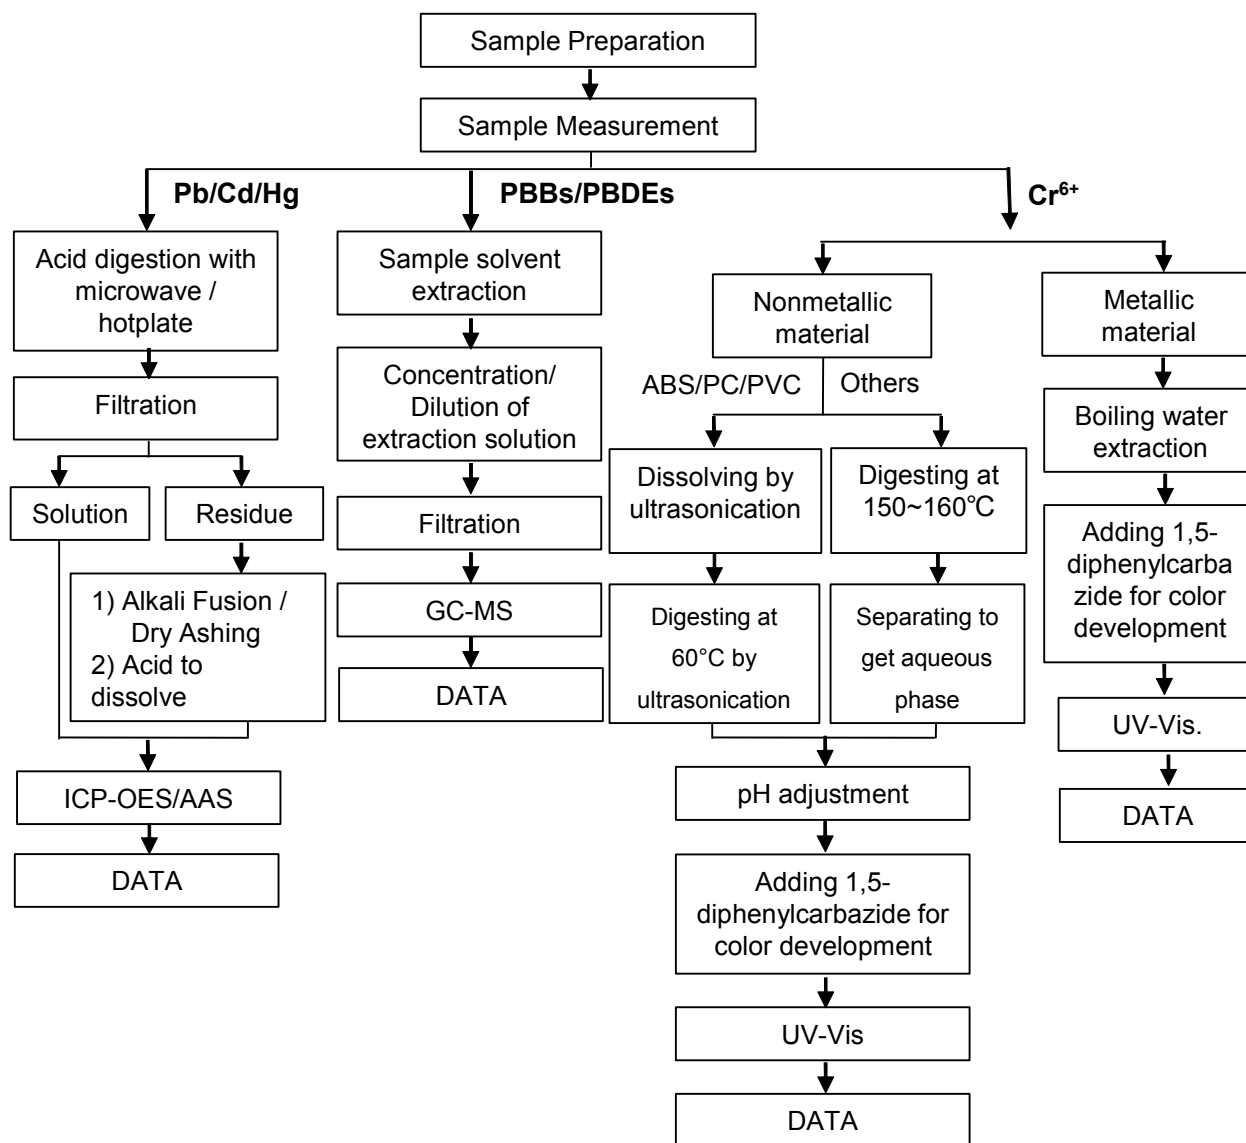 Sample Preparation
Sample Measurement
Pb/Cd/Hg
PBBs/PBDEs
Cr⁶⁺
Acid digestion with
microwave /
hotplate
Filtration
Solution
Residue
1) Alkali Fusion /
Dry Ashing
2) Acid to
dissolve
ICP-OES/AAS
DATA
Sample solvent
extraction
Concentration/
Dilution of
extraction solution
Filtration
GC-MS
DATA
Nonmetallic
material
ABS/PC/PVC
Others
Dissolving by
ultrasonication
Digesting at
60°C by
ultrasonication
Digesting at
150~160℃
Separating to
get aqueous
phase
pH adjustment
Adding 1,5-
diphenylcarbazide for
color development
UV-Vis
DATA
Metallic
material
Boiling water
extraction
Adding 1,5-
diphenylcarba
zide for color
development
UV-Vis.
DATA